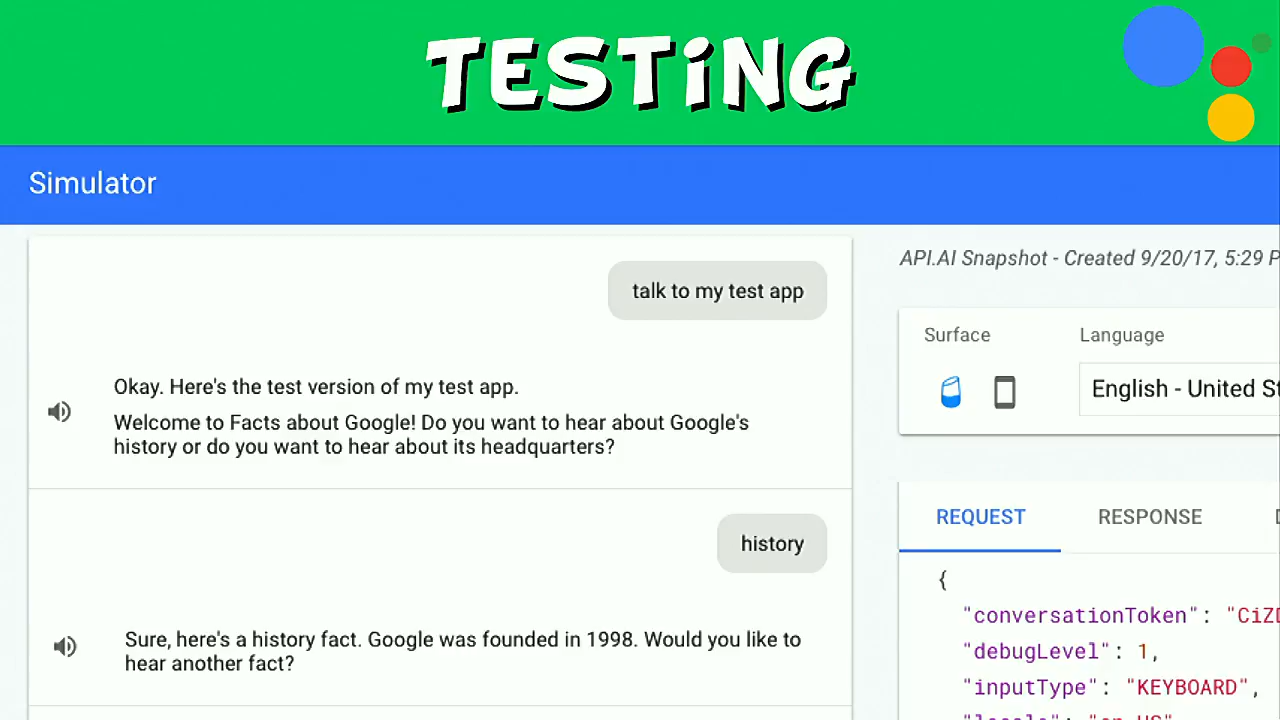 TESTING
Simulator
talk to my test app
Okay. Here's the test version of my test app.
Welcome to Facts about Google! Do you want to hear about Google's
history or do you want to hear about its headquarters?
history
Sure, here's a history fact. Google was founded in 1998. Would you like to
hear another fact?
API.AI Snapshot - Created 9/20/17, 5:29
Surface
Language
English - United
REQUEST
RESPONSE
{
"conversationToken":
"debugLevel": 1,
"inputType": "KEYBOARD",